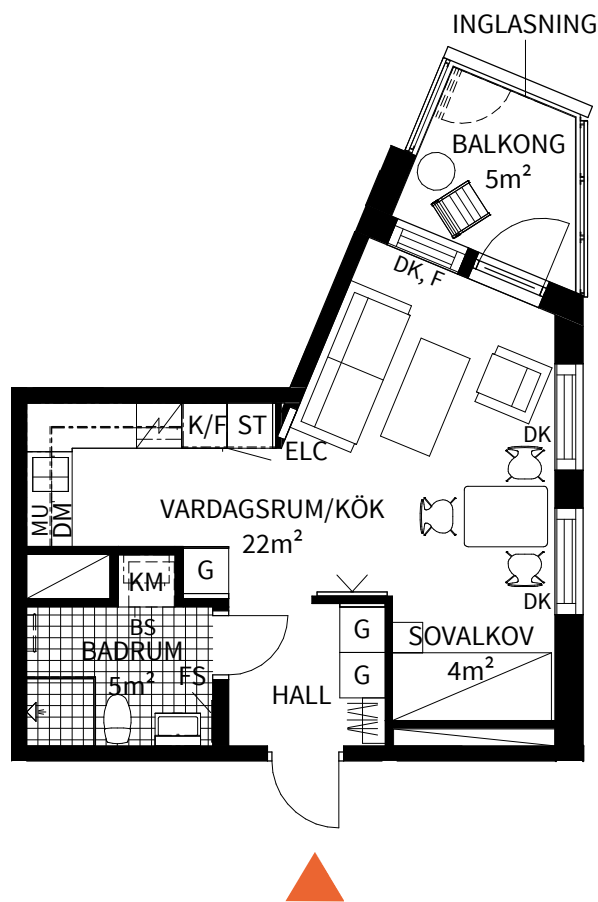 INGLASNING
BALKONG
5m²
DK, F
K/F
ST
ELC
DK
MU
DM
VARDAGSRUM/KÖK
22m²
KM
G
DK
BS
BADRUM
5m²
FS
HALL
G
G
SOVALKOV
4m²